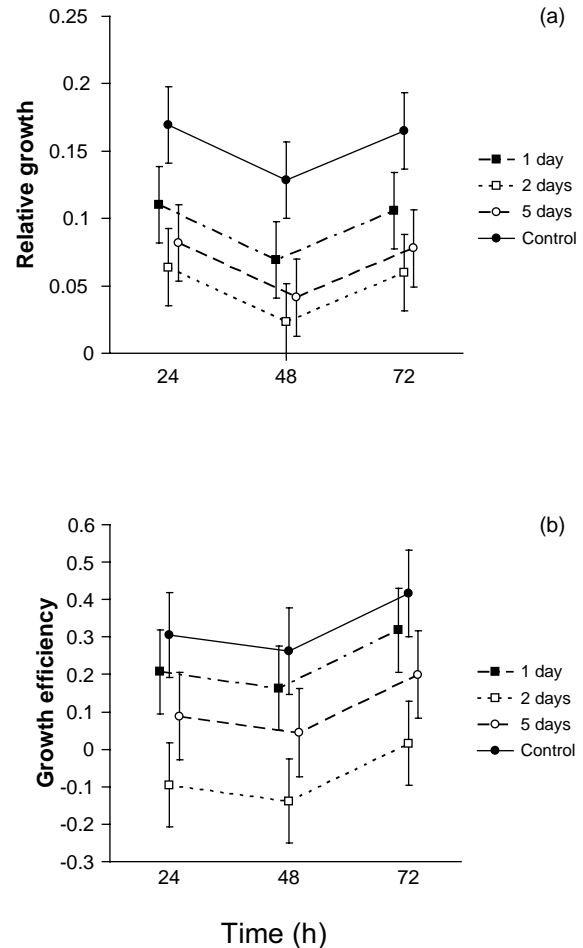 (a)
0.25
0.2
0.15
0.1
0.05
0
Relative growth
24 48 72
1 day
2 days
5 days
Control
(b)
0.6
0.5
0.4
0.3
0.2
0.1
0
-0.1
-0.2
-0.3
Growth efficiency
24 48 72
1 day
2 days
5 days
Control
Time (h)